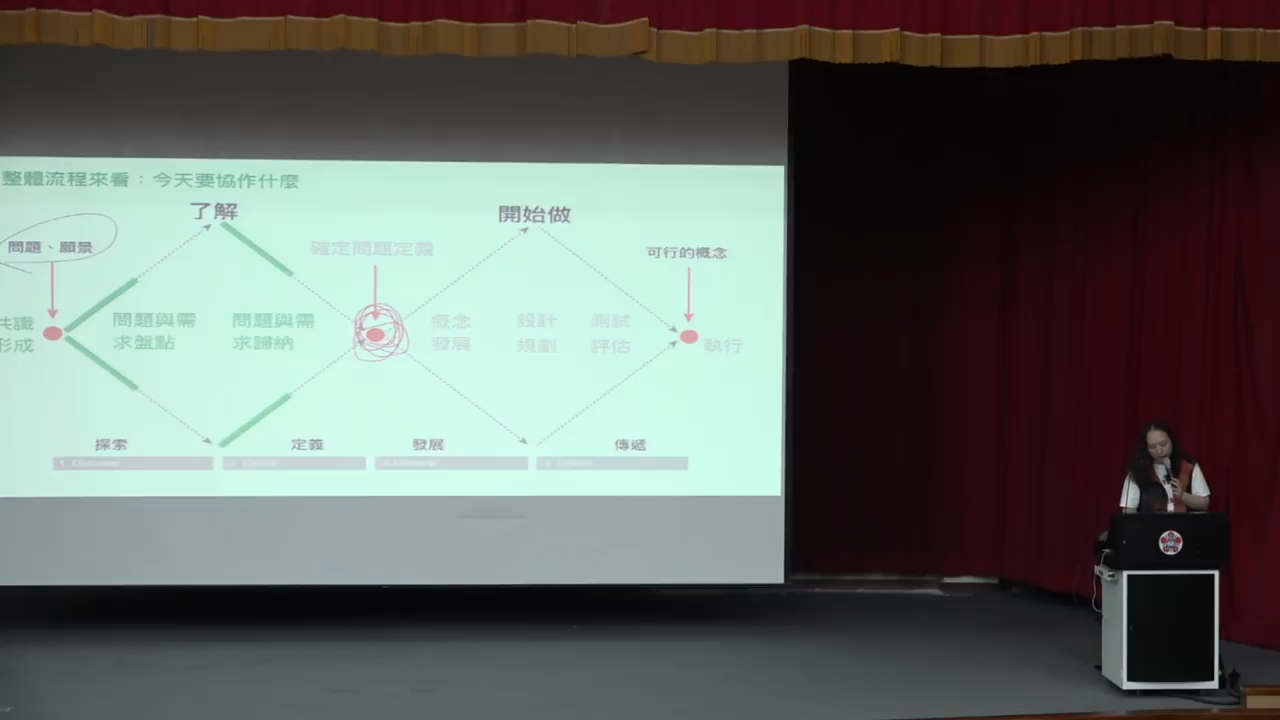 整體流程來看：今天要協作什麼
了解
開始做
問題、願景
確定問題定義
可行的概念
共識
形成
問題與需
求盤點
問題與需
求歸納
概念
發展
設計
規劃
測試
評估
執行
探索
定義
發展
傳遞